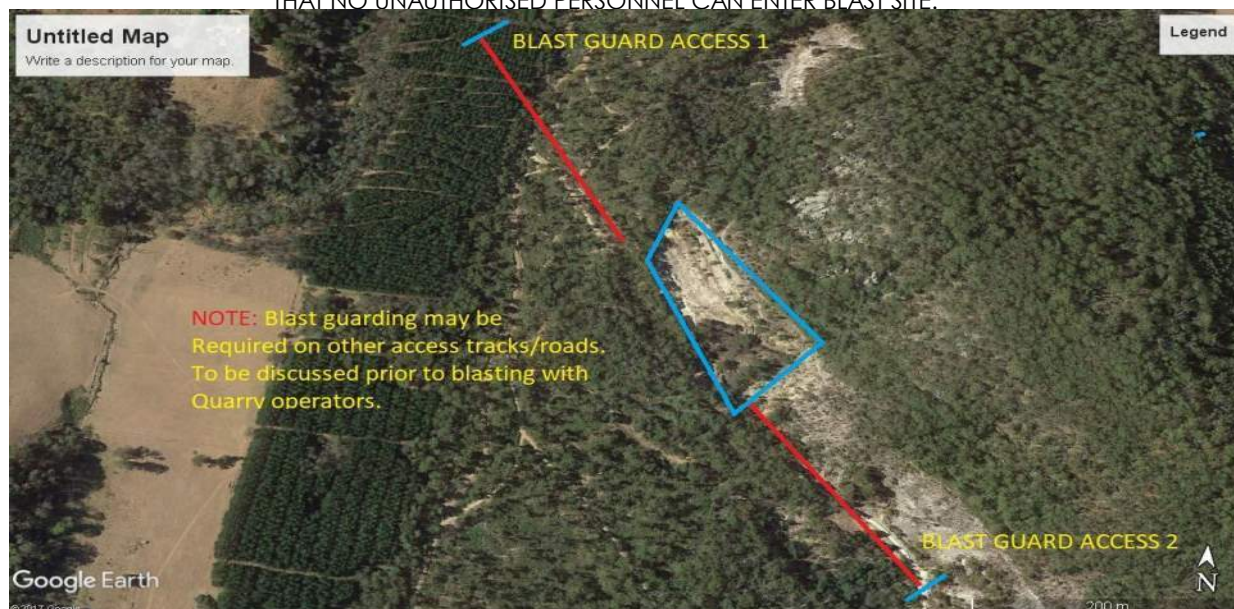 THAT NO UNAUTHORISED PERSONNEL CAN ENTER BLAST SITE.
Untitled Map
Write a description for your map.
BLAST GUARD ACCESS 1
Legend
NOTE: Blast guarding may be
Required on other access tracks/roads.
To be discussed prior to blasting with
Quarry operators.
BLAST GUARD ACCESS 2
Google Earth
N
©2017 Google
200 m